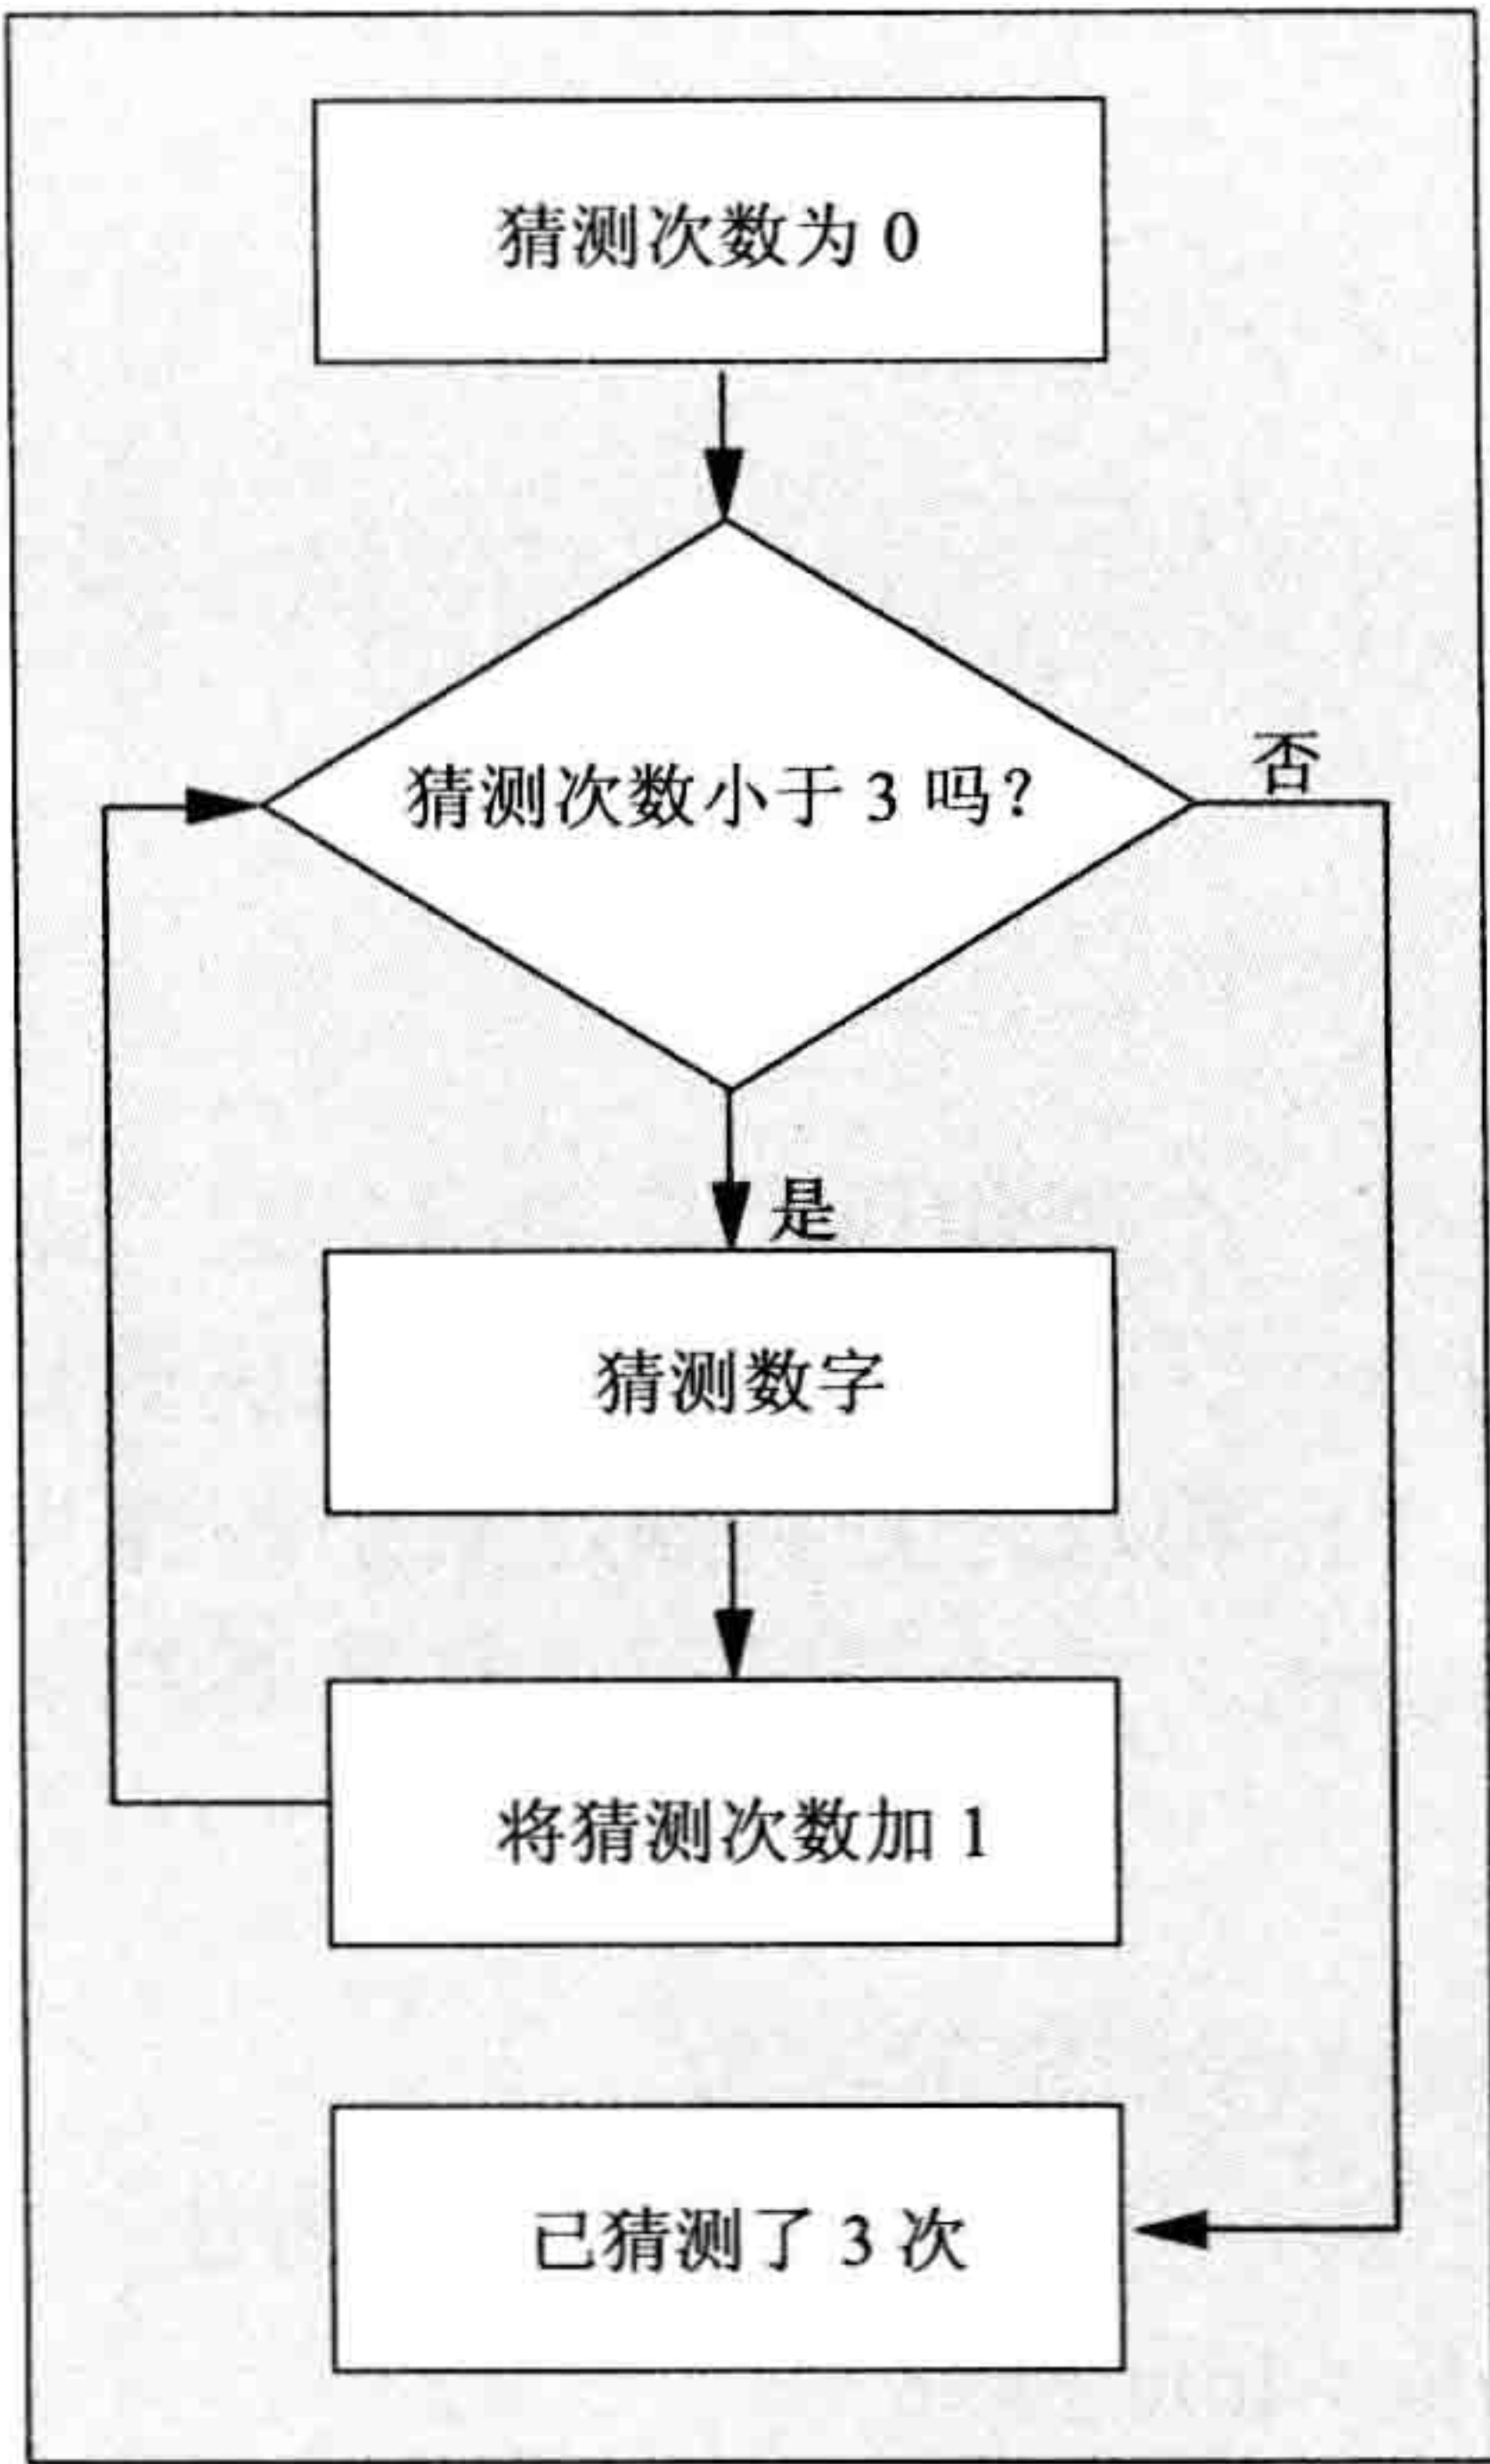 猜测次数为 0
猜测次数小于 3 吗?
否
是
猜测数字
将猜测次数加 1
已猜测了 3 次